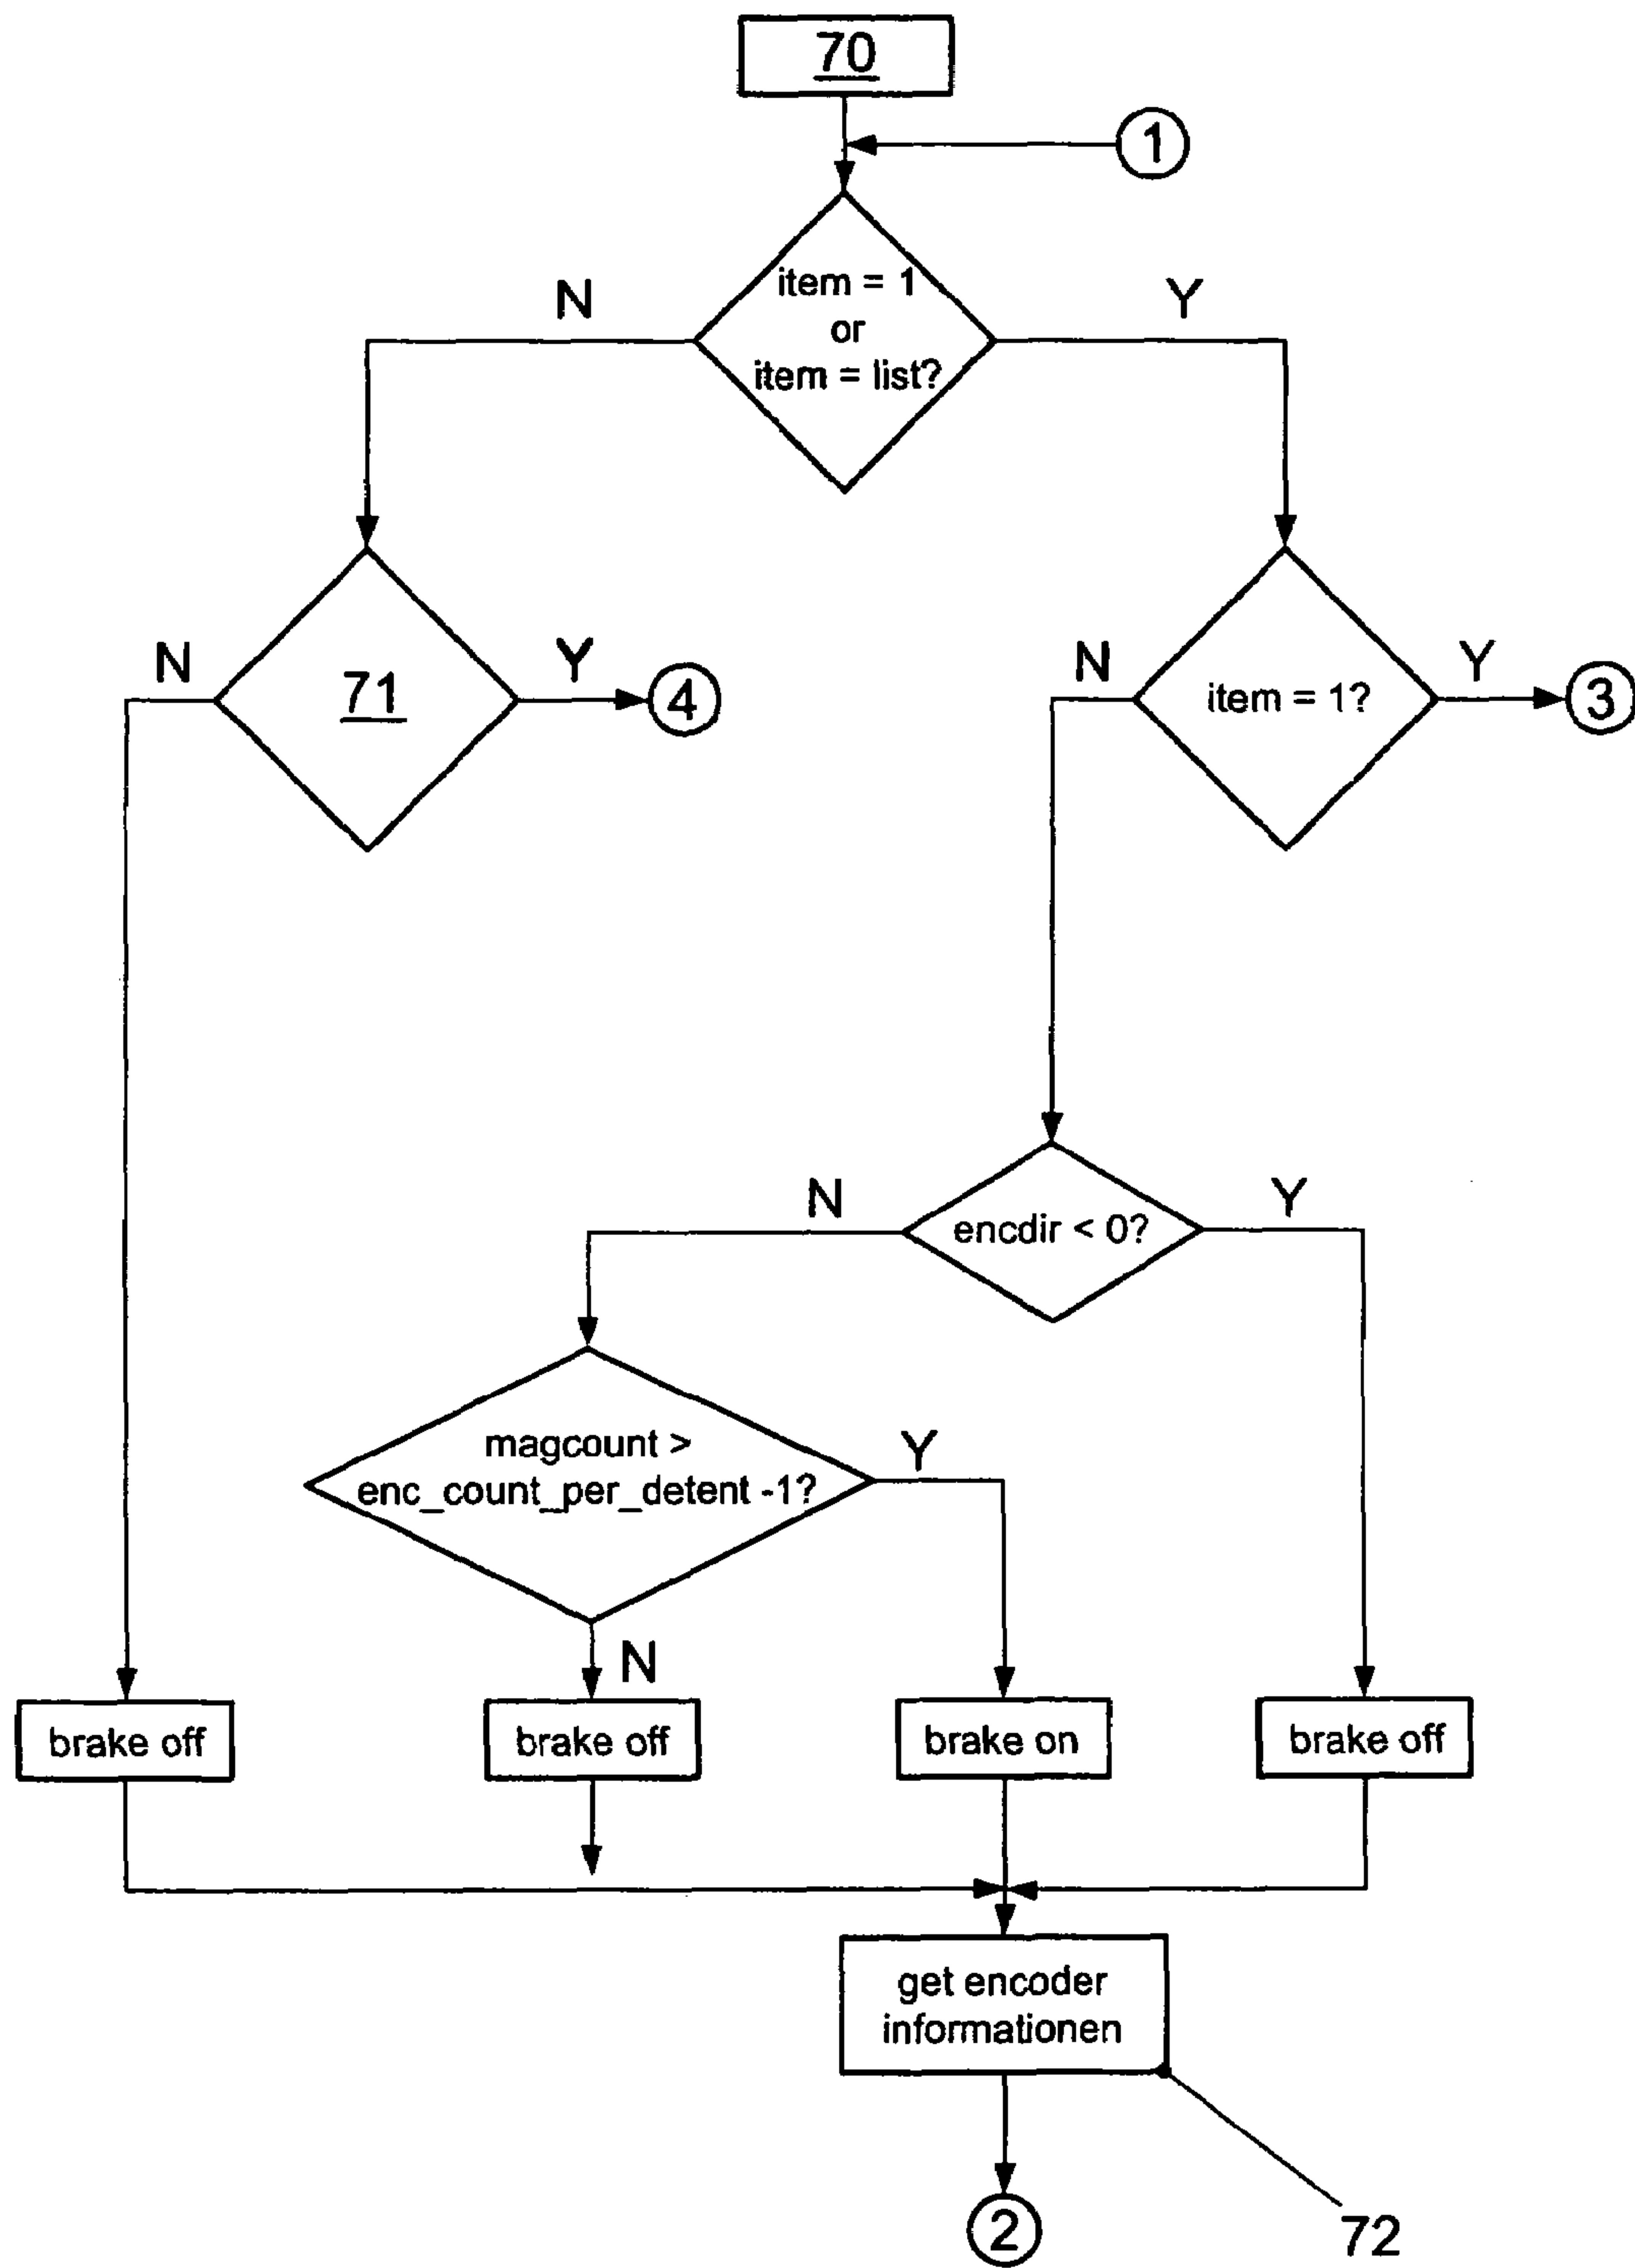 70
1
item = 1
or
item = list?
N
Y
71
N
Y
4
item = 1?
N
Y
3
encdir < 0?
N
Y
magcount >
enc_count_per_detent -1?
Y
N
brake off
brake off
brake on
brake off
get encoder
informationen
2
72